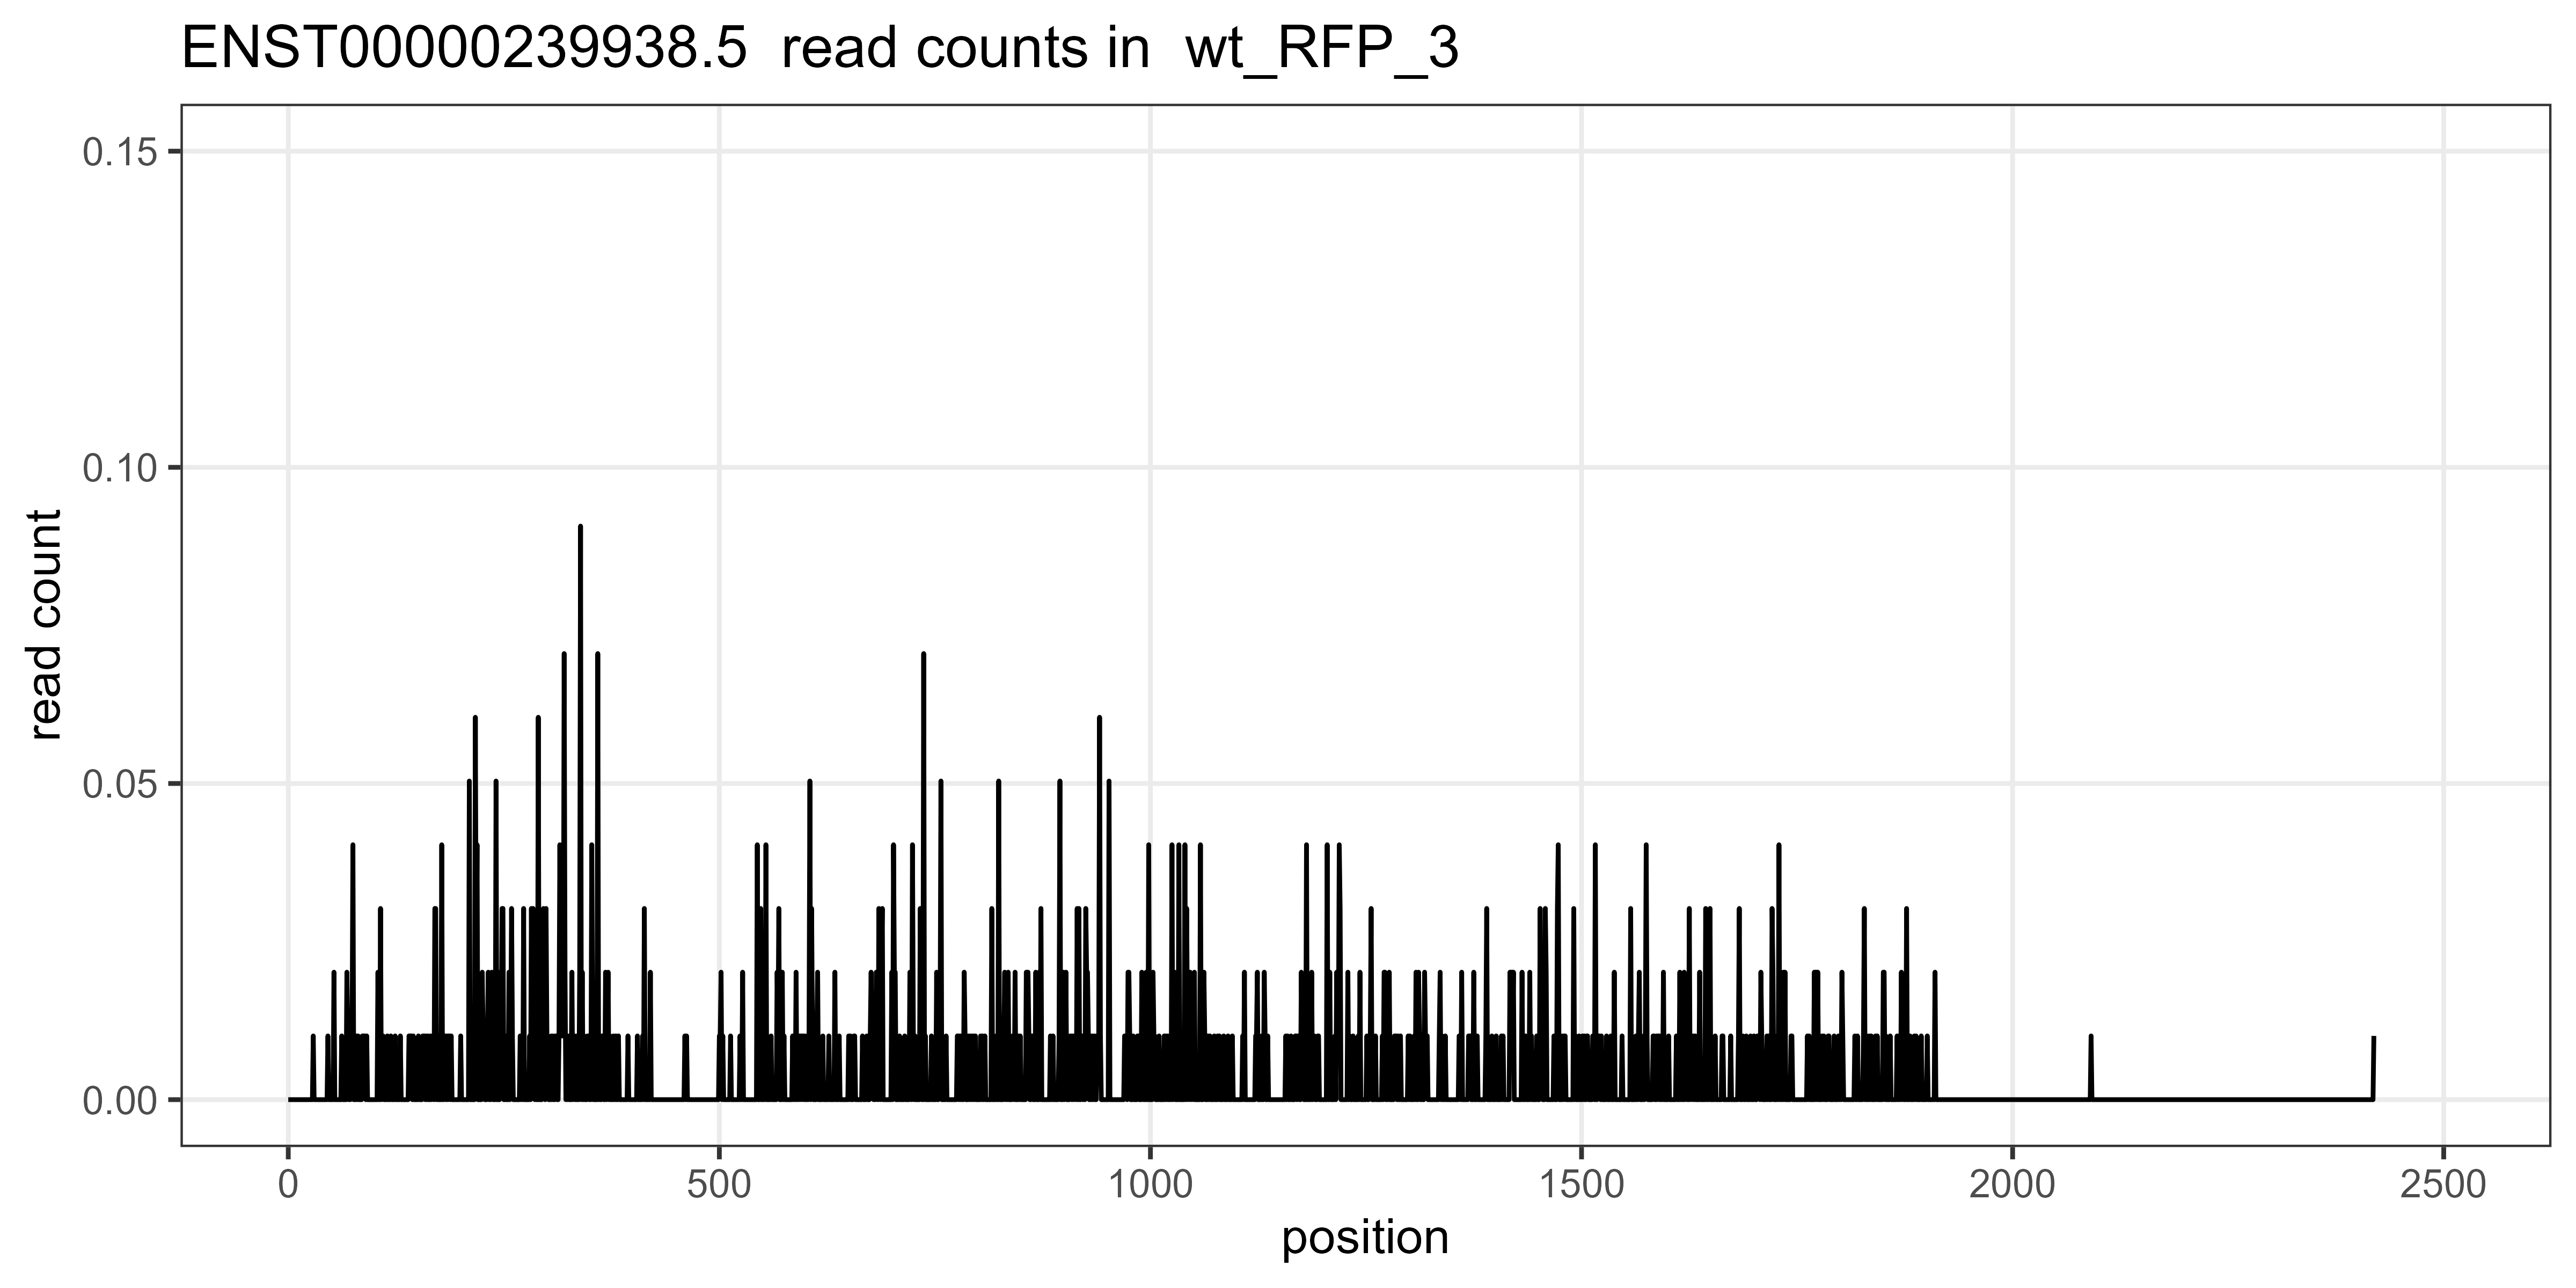 ENST00000239938.5  read counts in  wt_RFP_3
0.15
0.10
0.05
0.00
read count
0 500 1000 1500 2000 2500
position